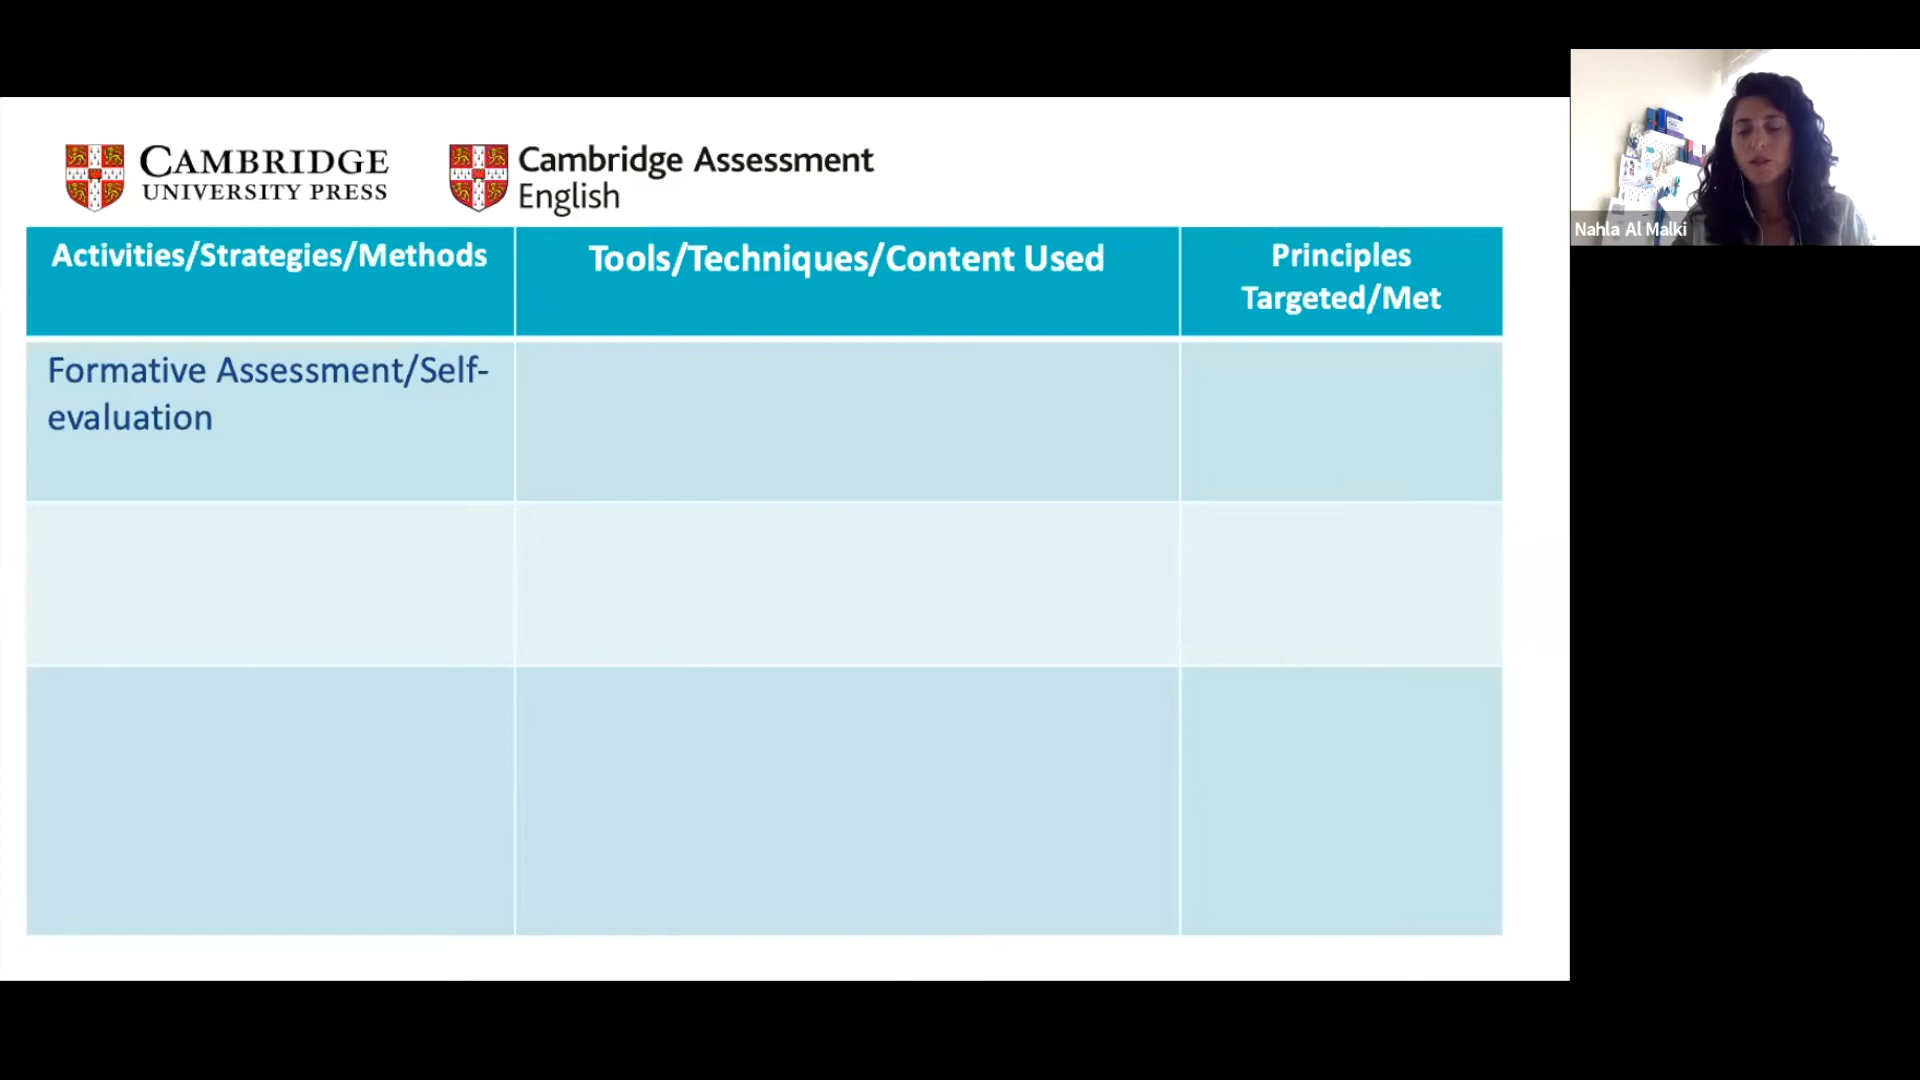 CAMBRIDGE
UNIVERSITY PRESS
Cambridge Assessment
English
Activities/Strategies/Methods
Tools/Techniques/Content Used
Principles
Targeted/Met
Formative Assessment/Self-
evaluation
Nahla Al Malki